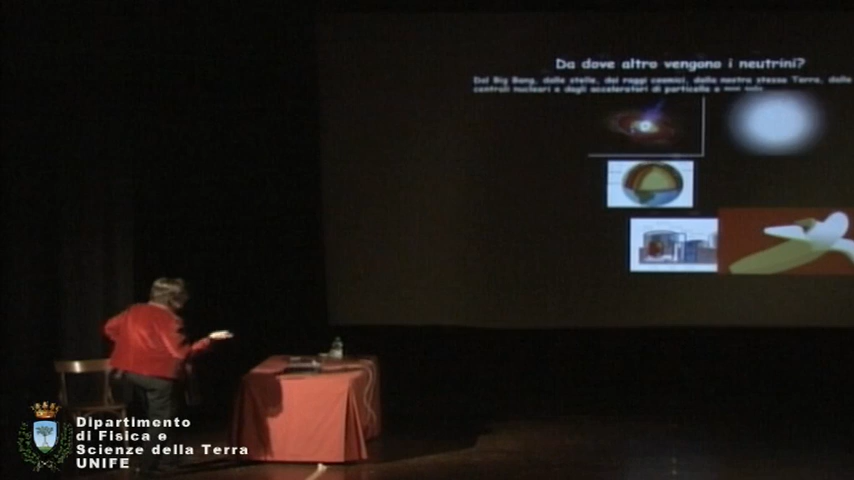 Da dove altro vengono i neutrini?
Dal Big Bang, dalle stelle, dai raggi cosmici, dalla nostra stessa Terra, dalle
centrali nucleari e dagli acceleratori di particelle e
Dipartimento
di Fisica e
Scienze della Terra
UNIFE